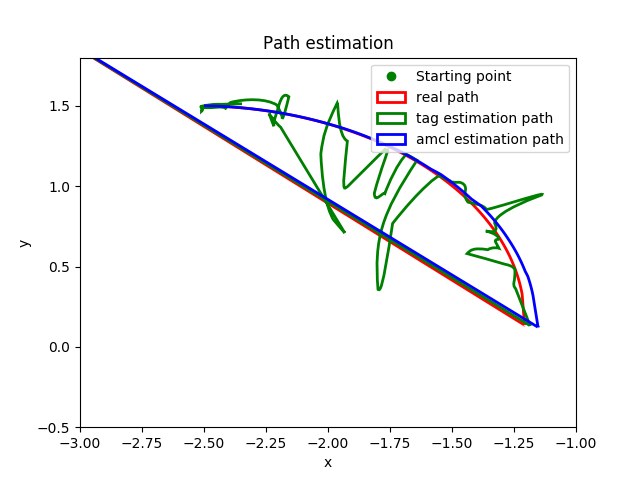 Path estimation
Starting point
real path
tag estimation path
amcl estimation path
y
1.5
1.0
0.5
0.0
−0.5
−3.00 −2.75 −2.50 −2.25 −2.00 −1.75 −1.50 −1.25 −1.00
x